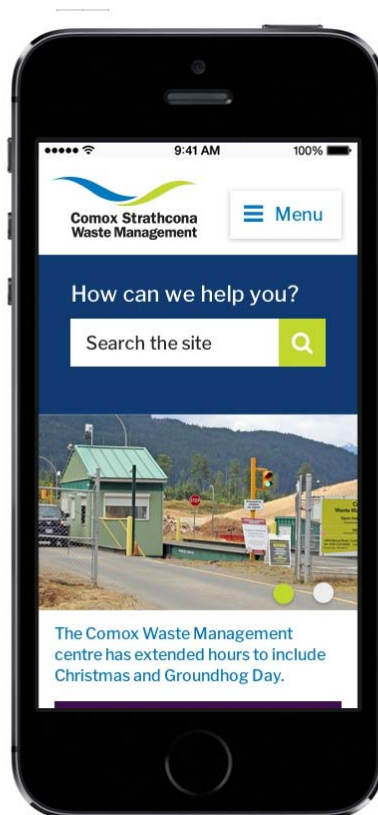 9:41 AM
100%
Comox Strathcona
Waste Management
Menu
How can we help you?
Search the site
STOP
The Comox Waste Management
centre has extended hours to include
Christmas and Groundhog Day.